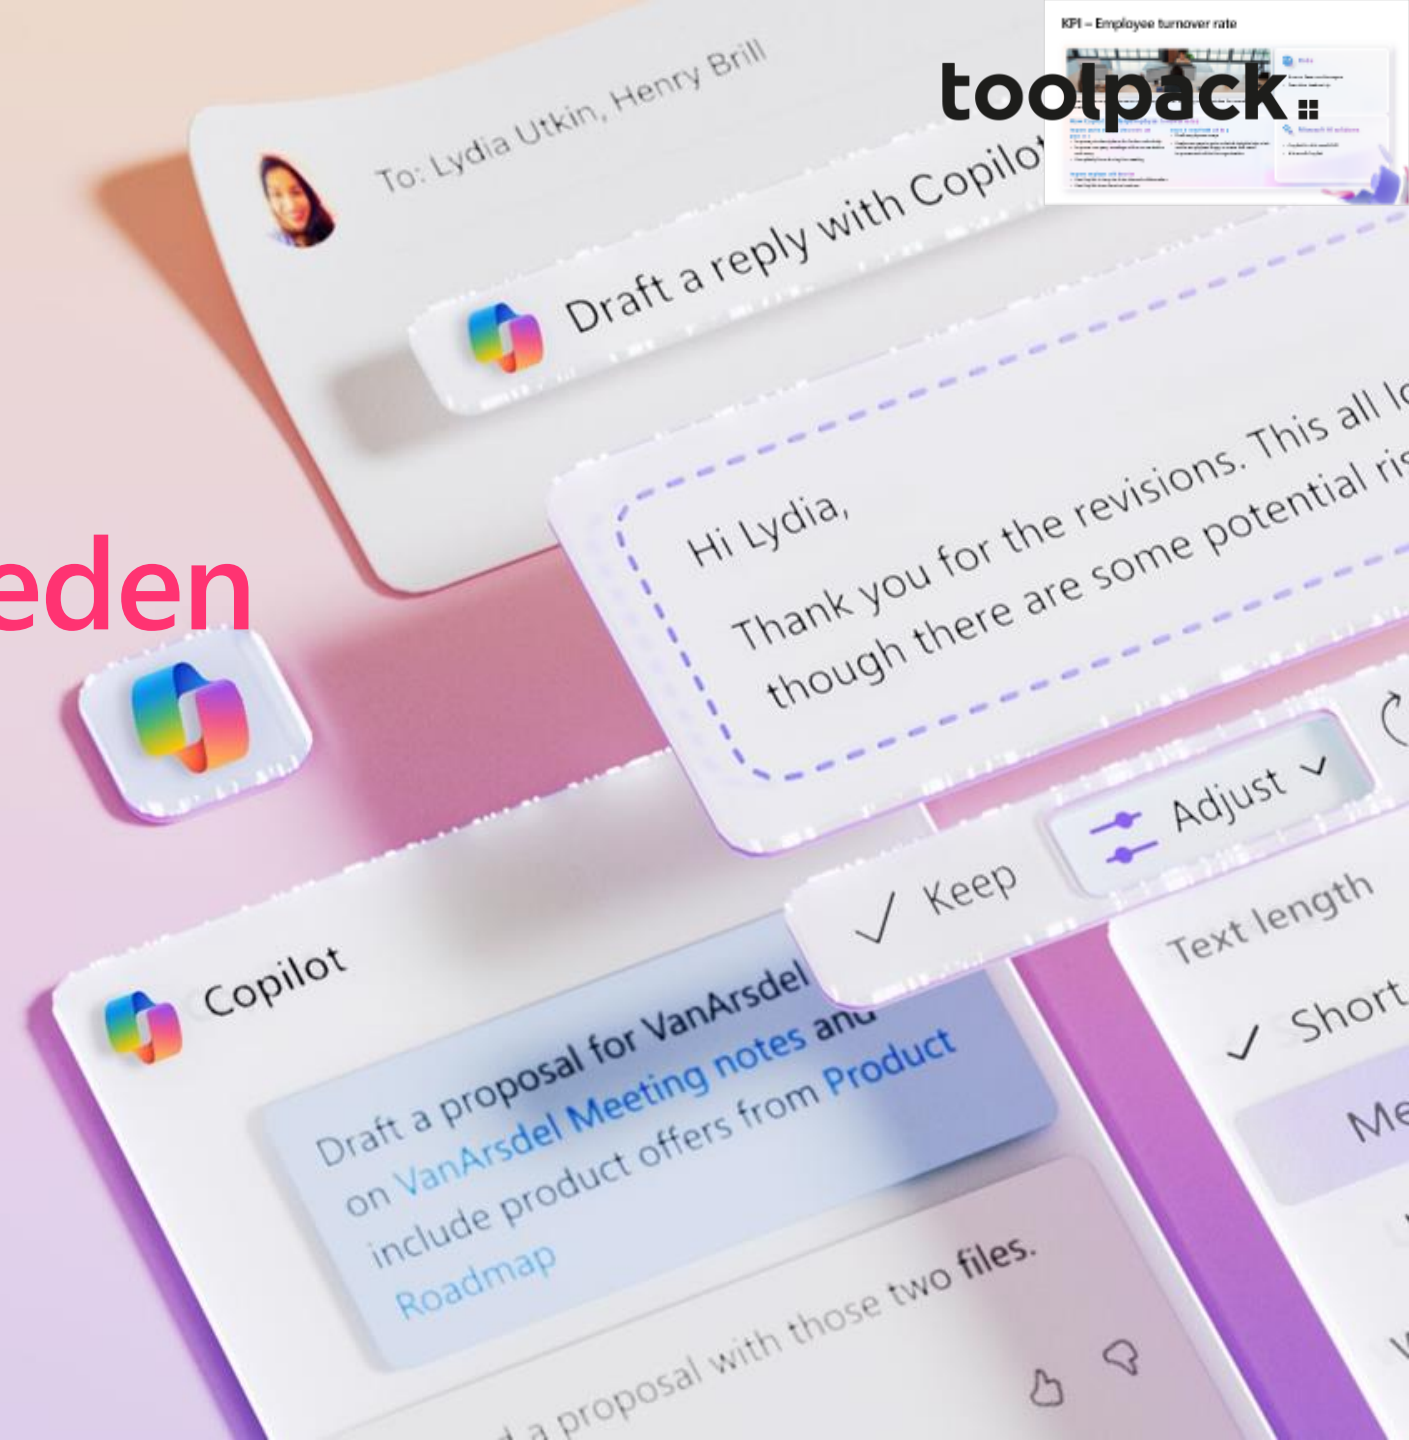 KPI – Employee turnover rate
toolpack
To: Lydia Utkin, Henry Brill
Draft a reply with Copilot
Hi Lydia,
Thank you for the revisions. This all lo
though there are some potential ris
eden
Keep
Adjust
Text length
Short
Me
Copilot
Draft a proposal for VanArsdel
on VanArsdel Meeting notes and
include product offers from Product
Roadmap
d a proposal with those two files.